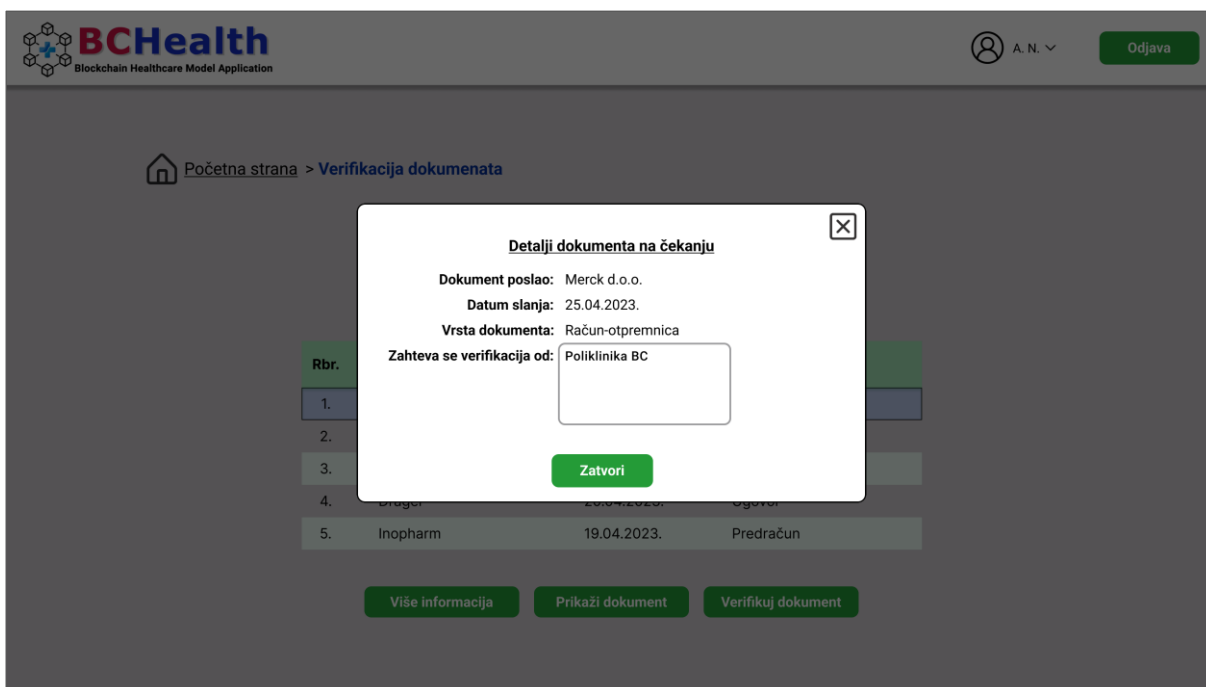 BCHealth
Blockchain Healthcare Model Application
A. N.
Odjava
Početna strana > Verifikacija dokumenata
Detalji dokumenta na čekanju
Dokument poslao: Merck d.o.o.
Datum slanja: 25.04.2023.
Vrsta dokumenta: Račun-otpremnica
Zahteva se verifikacija od: Poliklinika BC
Zatvori
Rbr.
1.
2.
3.
4.
5. Inopharm 19.04.2023. Predračun
Više informacija Prikaži dokument Verifikuj dokument